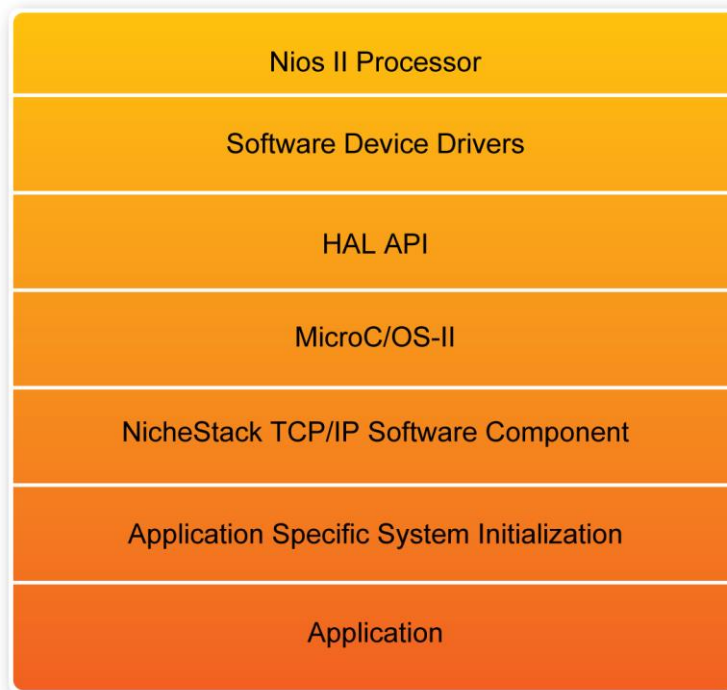 Nios II Processor
Software Device Drivers
HAL API
MicroC/OS-II
NicheStack TCP/IP Software Component
Application Specific System Initialization
Application